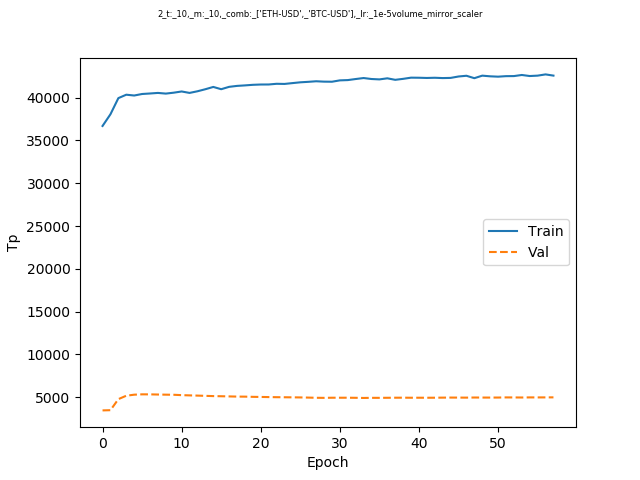 2_t:_10,_m:_10,_comb:_['ETH-USD',_'BTC-USD'],_lr:_1e-5volume_mirror_scaler
40000
35000
30000
25000
20000
15000
10000
5000
Tp
Train
Val
0 10 20 30 40 50
Epoch